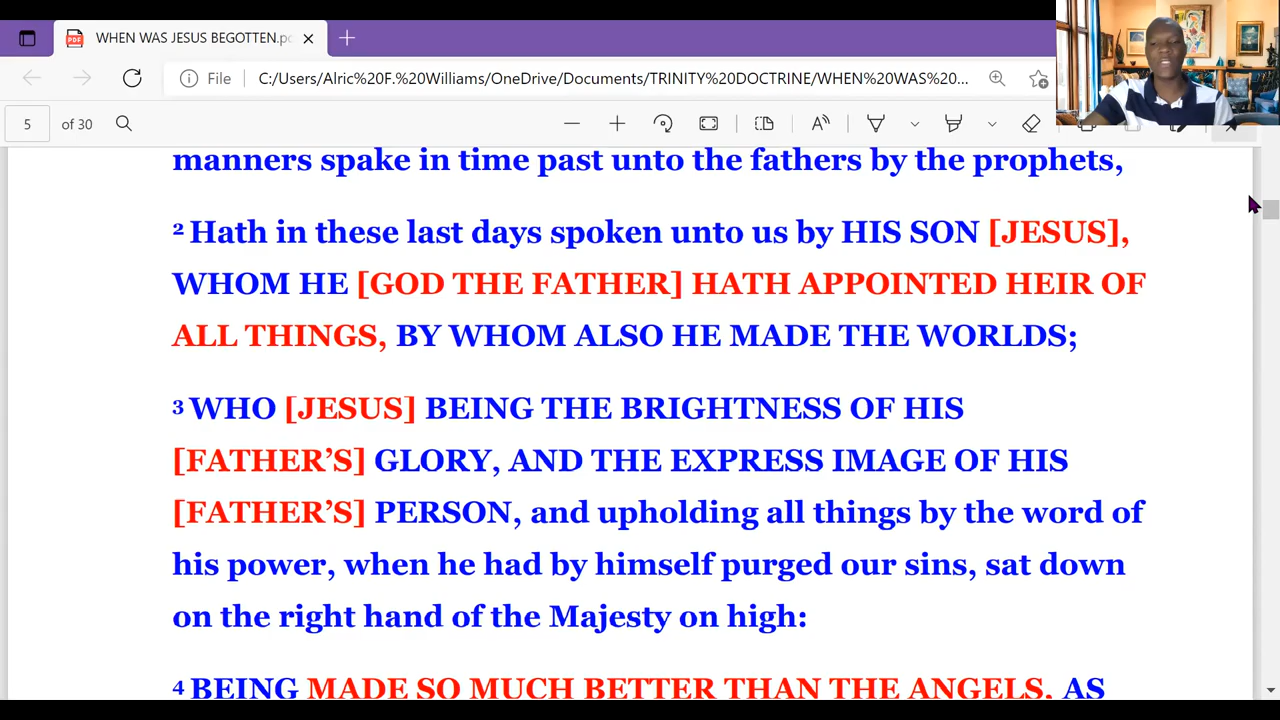 WHEN WAS JESUS BEGOTTEN.pd
File C:/Users/Alric%20F.%20Williams/OneDrive/Documents/TRINITY%20DOCTRINE/WHEN%20WAS%20...
5 of 30
manners spake in time past unto the fathers by the prophets,
2 Hath in these last days spoken unto us by HIS SON [JESUS],
WHOM HE [GOD THE FATHER] HATH APPOINTED HEIR OF
ALL THINGS, BY WHOM ALSO HE MADE THE WORLDS;
3 WHO [JESUS] BEING THE BRIGHTNESS OF HIS
[FATHER’S] GLORY, AND THE EXPRESS IMAGE OF HIS
[FATHER’S] PERSON, and upholding all things by the word of
his power, when he had by himself purged our sins, sat down
on the right hand of the Majesty on high:
4 BEING MADE SO MUCH BETTER THAN THE ANGELS, AS